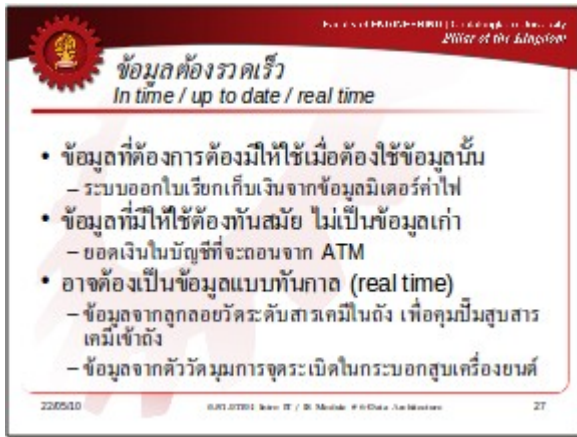 Pillar of the Kingdom
ข้อมูลต้องรวดเร็ว
In time / up to date / real time
• ข้อมูลที่ต้องการต้องมีให้ใช้เมื่อต้องใช้ข้อมูลนั้น
– ระบบออกใบเรียกเก็บเงินจากข้อมูลมิเตอร์ค่าไฟ
• ข้อมูลที่มีให้ใช้ต้องทันสมัย ไม่เป็นข้อมูลเก่า
– ยอดเงินในบัญชีที่จะถอนจาก ATM
• อาจต้องเป็นข้อมูลแบบทันกาล (real time)
– ข้อมูลจากลูกลอยวัดระดับสารเคมีในถัง เพื่อคุมปั๊มสูบสาร
เคมีเข้าถัง
– ข้อมูลจากตัววัดมุมการจุดระเบิดในกระบอกสูบเครื่องยนต์
22/05/10
Intro IT / IS Module # 6 Data Architecture
27